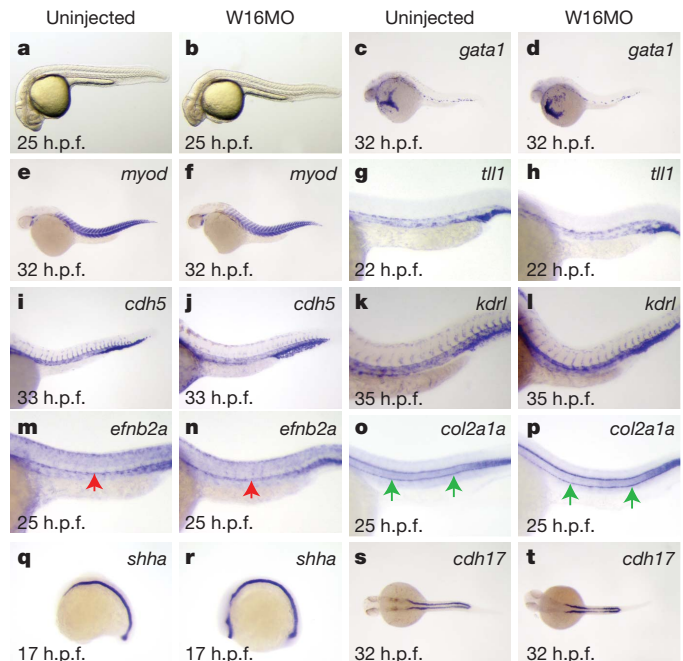 Uninjected W16MO Uninjected W16MO
a b c gata1 d gata1
25 h.p.f. 25 h.p.f. 32 h.p.f. 32 h.p.f.
e myod f myod g tll1 h tll1
32 h.p.f. 32 h.p.f. 22 h.p.f. 22 h.p.f.
i cdh5 j cdh5 k kdrl l kdrl
33 h.p.f. 33 h.p.f. 35 h.p.f. 35 h.p.f.
m efnb2a n efnb2a o col2a1a p col2a1a
25 h.p.f. 25 h.p.f. 25 h.p.f. 25 h.p.f.
q shha r shha s cdh17 t cdh17
17 h.p.f. 17 h.p.f. 32 h.p.f. 32 h.p.f.